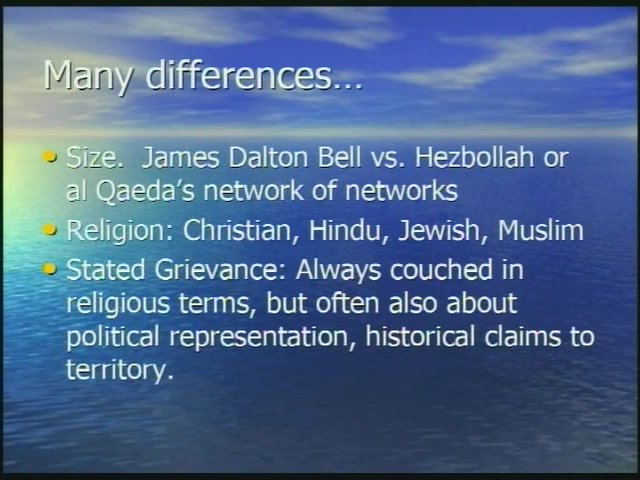 Many differences…
• Size.  James Dalton Bell vs. Hezbollah or
al Qaeda's network of networks
• Religion: Christian, Hindu, Jewish, Muslim
• Stated Grievance: Always couched in
religious terms, but often also about
political representation, historical claims to
territory.